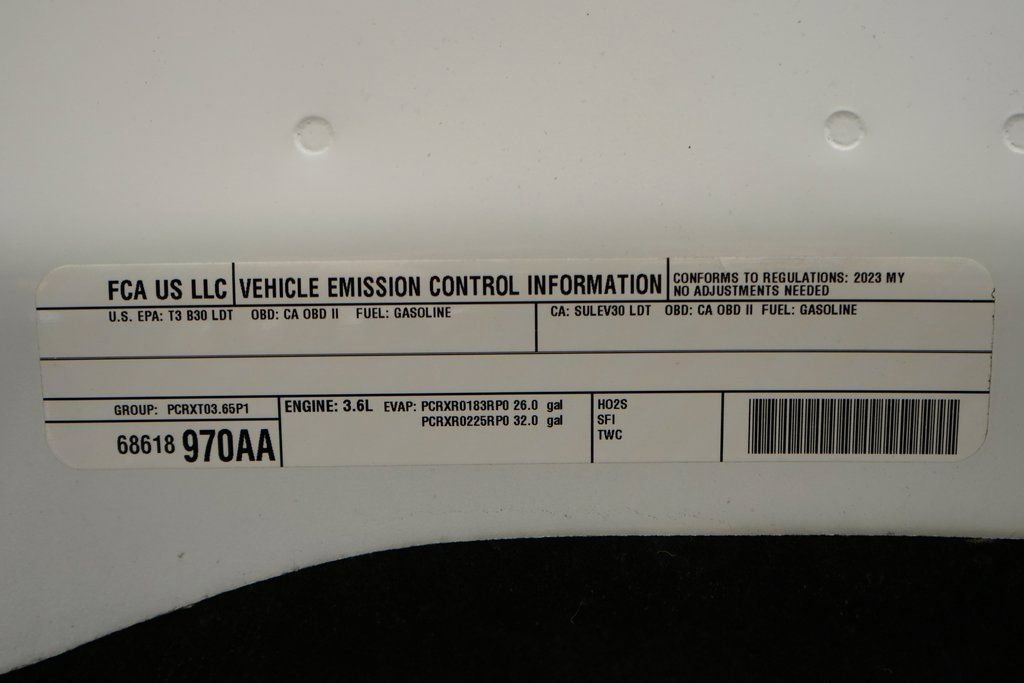 FCA US LLC VEHICLE EMISSION CONTROL INFORMATION CONFORMS TO REGULATIONS: 2023 MY
NO ADJUSTMENTS NEEDED
U.S. EPA: T3 B30 LDT OBD: CA OBD II FUEL: GASOLINE CA: SULEV30 LDT OBD: CA OBD II FUEL: GASOLINE
GROUP: PCRXT03.65P1
68618 970AA
ENGINE: 3.6L EVAP: PCRXR0183RP0 26.0 gal
PCRXR0225RP0 32.0 gal
HO2S
SFI
TWC